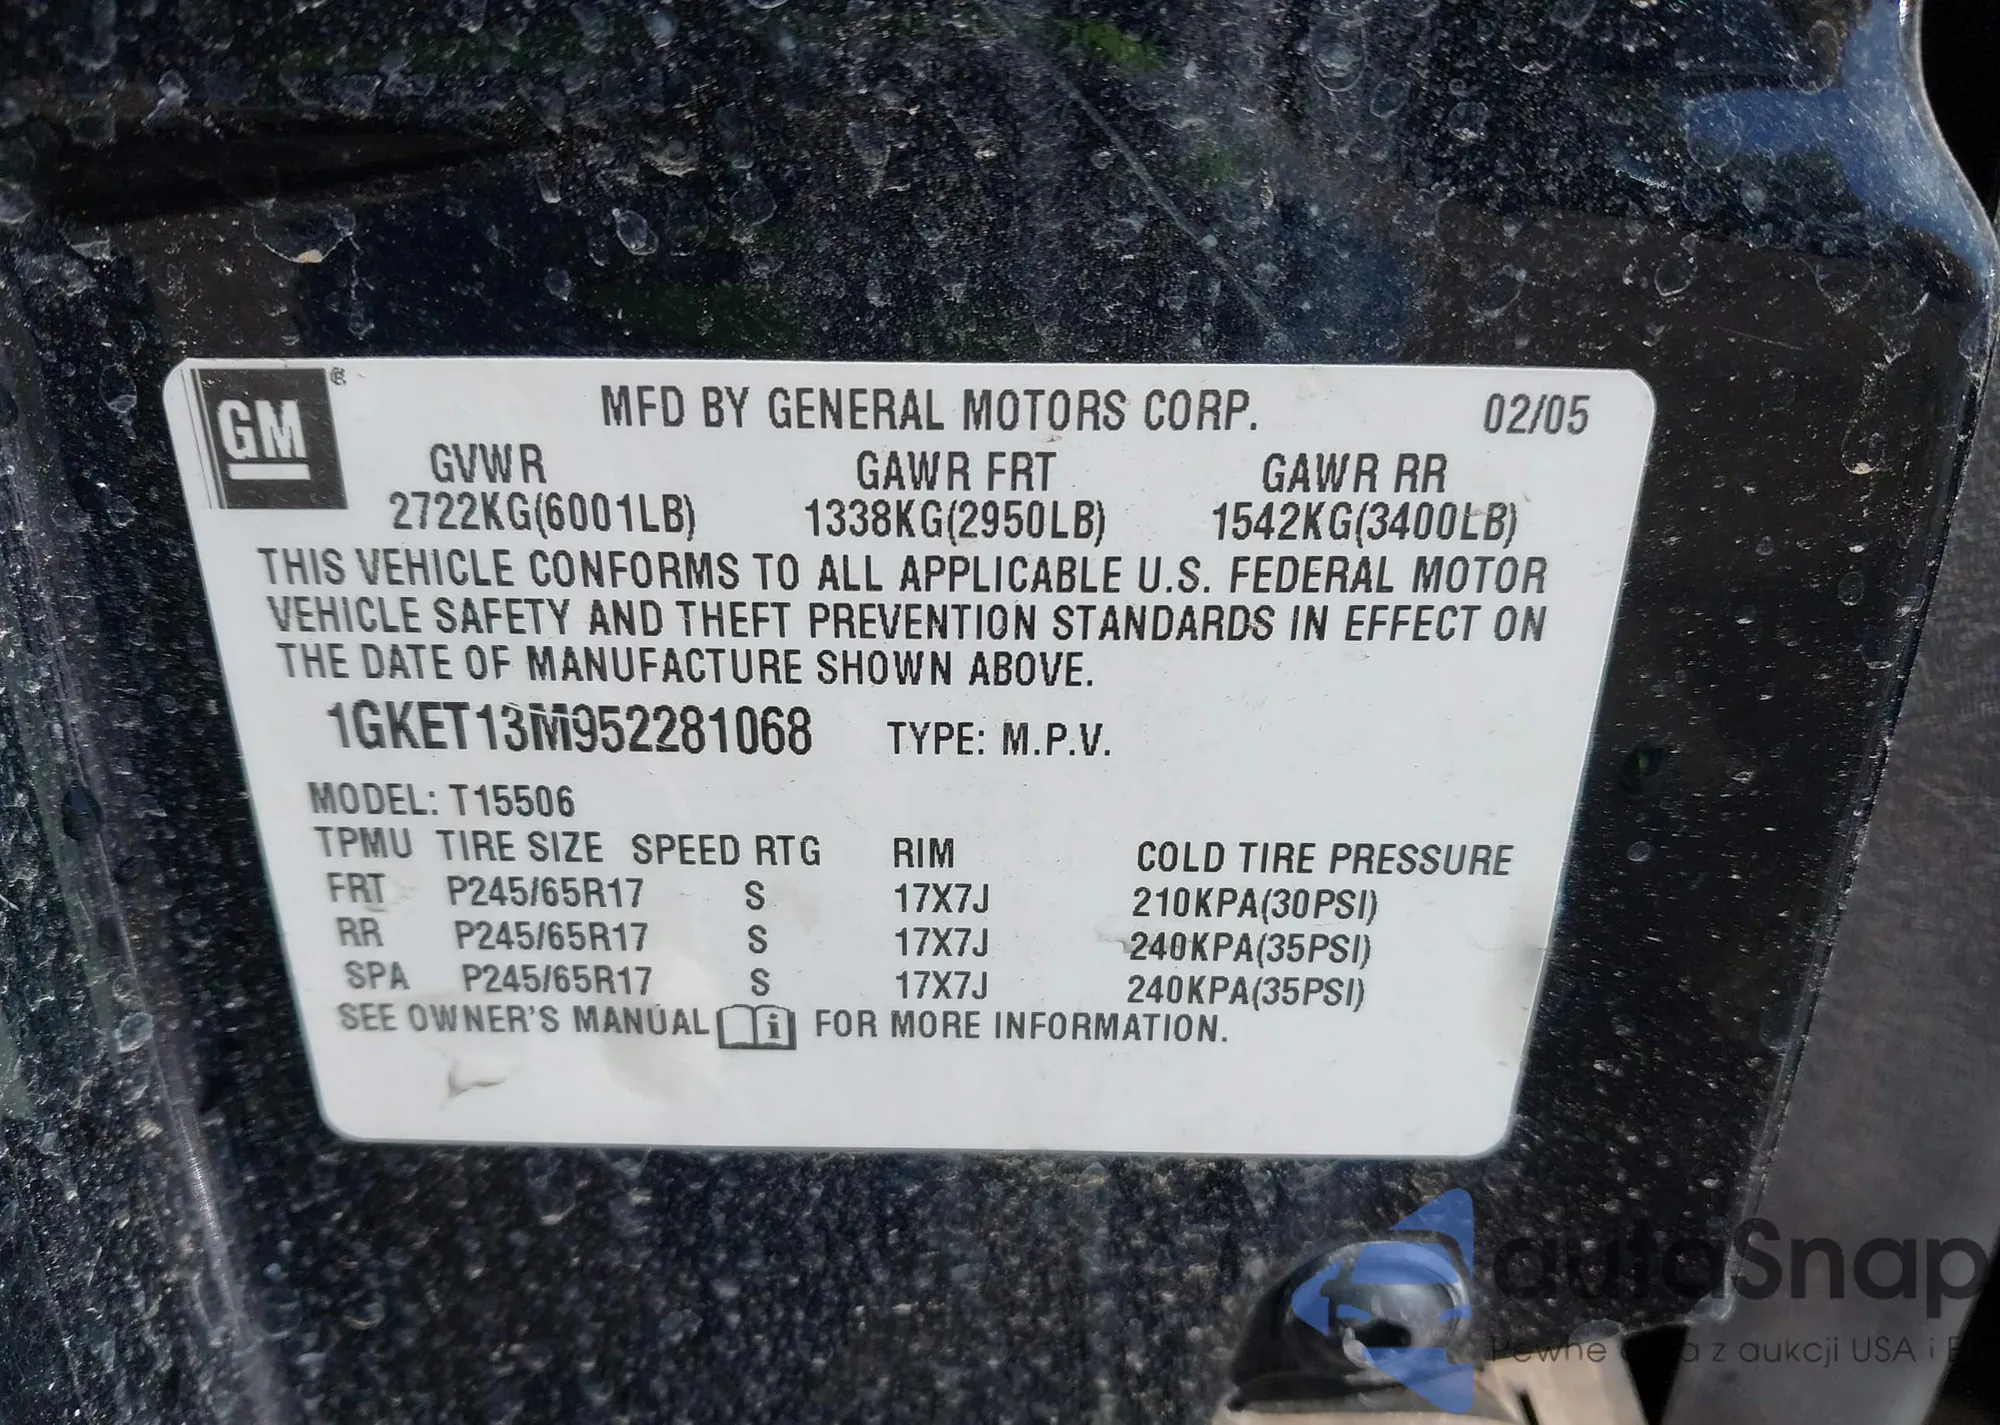 GM ®
MFD BY GENERAL MOTORS CORP. 02/05
GVWR GAWR FRT GAWR RR
2722KG(6001LB) 1338KG(2950LB) 1542KG(3400LB)
THIS VEHICLE CONFORMS TO ALL APPLICABLE U.S. FEDERAL MOTOR
VEHICLE SAFETY AND THEFT PREVENTION STANDARDS IN EFFECT ON
THE DATE OF MANUFACTURE SHOWN ABOVE.
1GKET13M952281068 TYPE: M.P.V.
MODEL: T15506
TPMU TIRE SIZE SPEED RTG RIM COLD TIRE PRESSURE
FRT P245/65R17 S 17X7J 210KPA(30PSI)
RR P245/65R17 S 17X7J 240KPA(35PSI)
SPA P245/65R17 S 17X7J 240KPA(35PSI)
SEE OWNER'S MANUAL FOR MORE INFORMATION.
autaSnap
Pewne z aukcji USA i